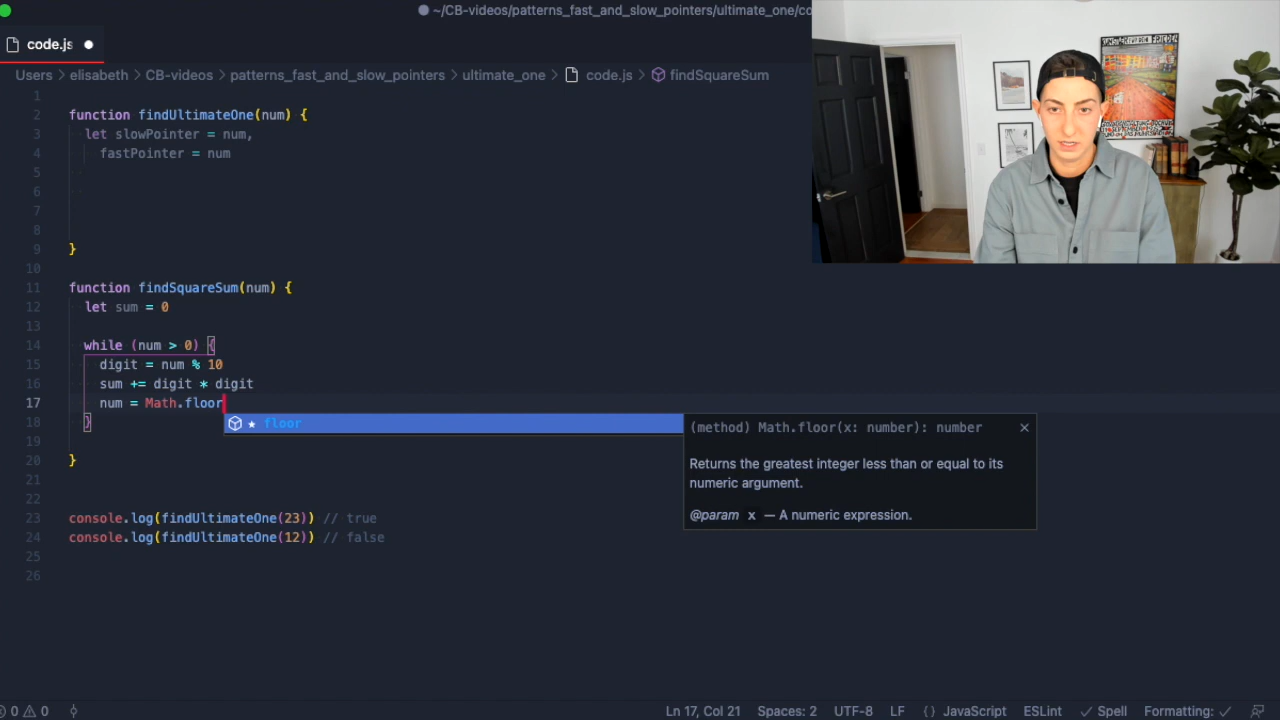 ~/CB-videos/patterns_fast_and_slow_pointers/ultimate_one/co
code.js
Users > elisabeth > CB-videos > patterns_fast_and_slow_pointers > ultimate_one > code.js > findSquareSum
1
2 function findUltimateOne(num) {
3 let slowPointer = num,
4 fastPointer = num
5
6
7
8
9 }
10
11 function findSquareSum(num) {
12 let sum = 0
13
14 while (num > 0) {
15 digit = num % 10
16 sum += digit * digit
17 num = Math.floor
18 }
floor
(method) Math.floor(x: number): number
Returns the greatest integer less than or equal to its
numeric argument.
@param x — A numeric expression.
19
20 }
21
22
23 console.log(findUltimateOne(23)) // true
24 console.log(findUltimateOne(12)) // false
25
26
0 0 Ln 17, Col 21 Spaces: 2 UTF-8 LF {} JavaScript ESLint ✓ Spell Formatting: ✓